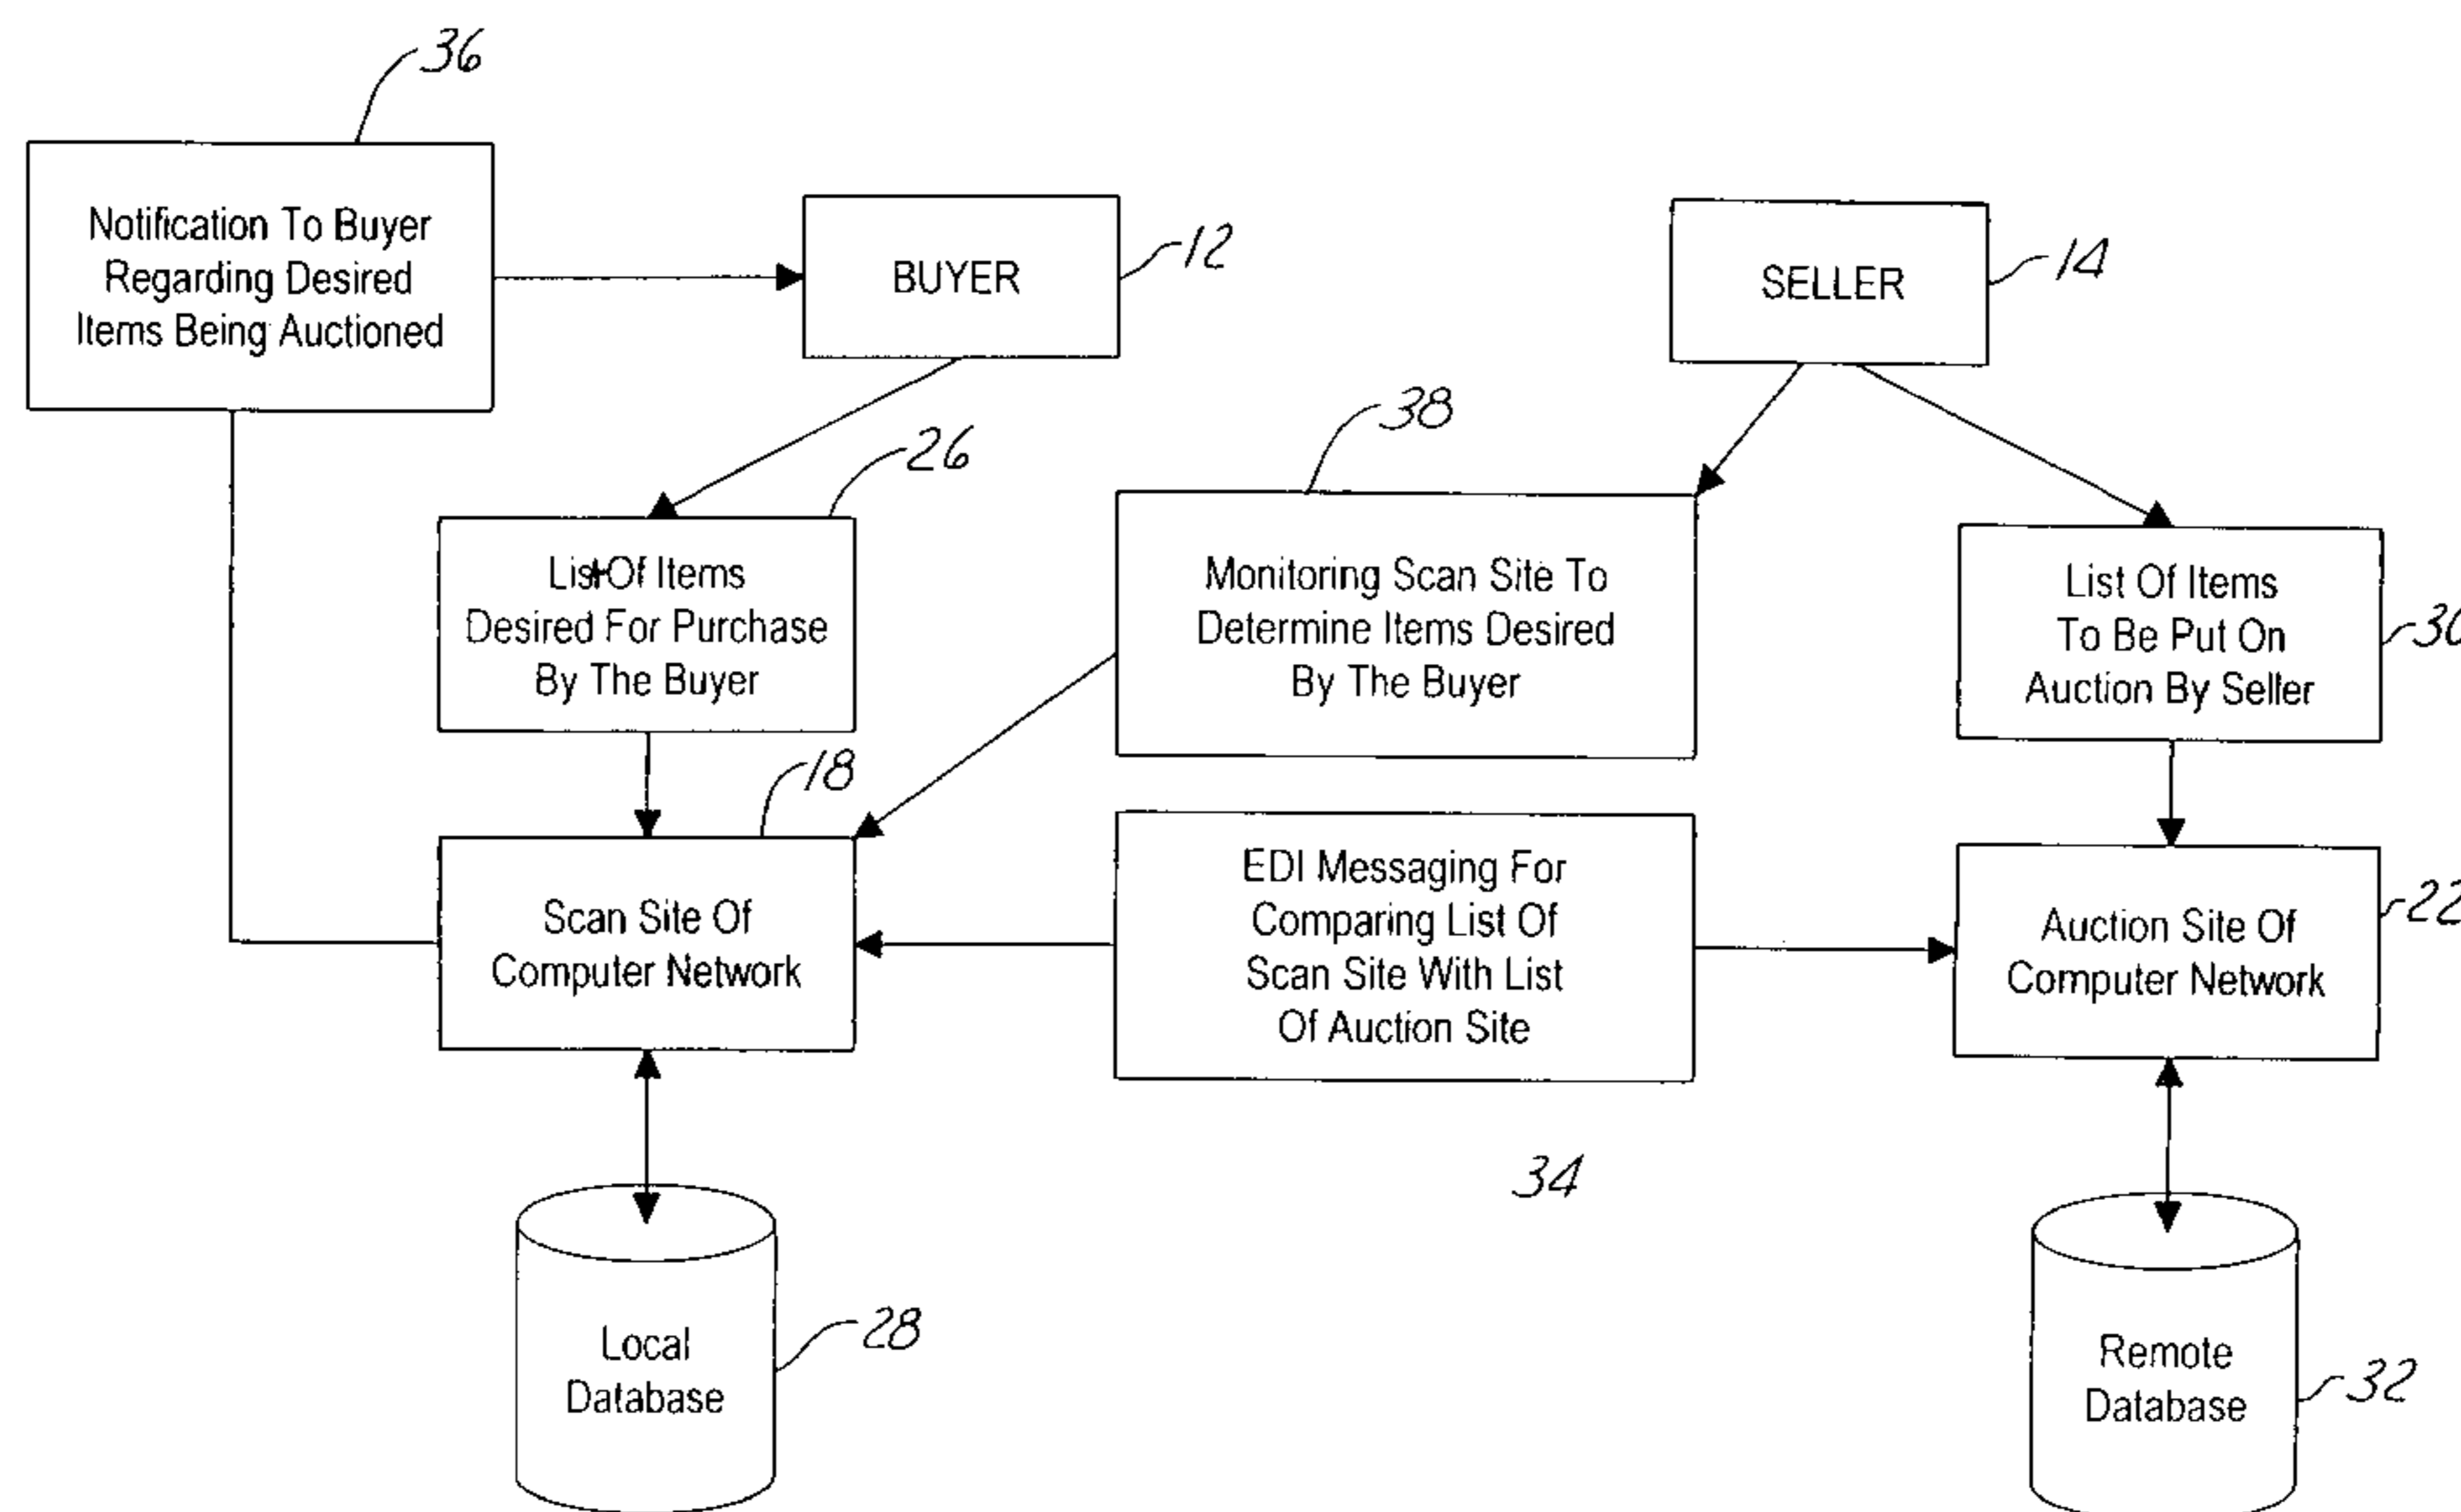 36
Notification To Buyer
Regarding Desired
Items Being Auctioned
BUYER
12
SELLER
14
26
List Of Items
Desired For Purchase
By The Buyer
38
Monitoring Scan Site To
Determine Items Desired
By The Buyer
List Of Items
To Be Put On
Auction By Seller
30
18
Scan Site Of
Computer Network
EDI Messaging For
Comparing List Of
Scan Site With List
Of Auction Site
34
Auction Site Of
Computer Network
22
Local
Database
28
Remote
Database
32